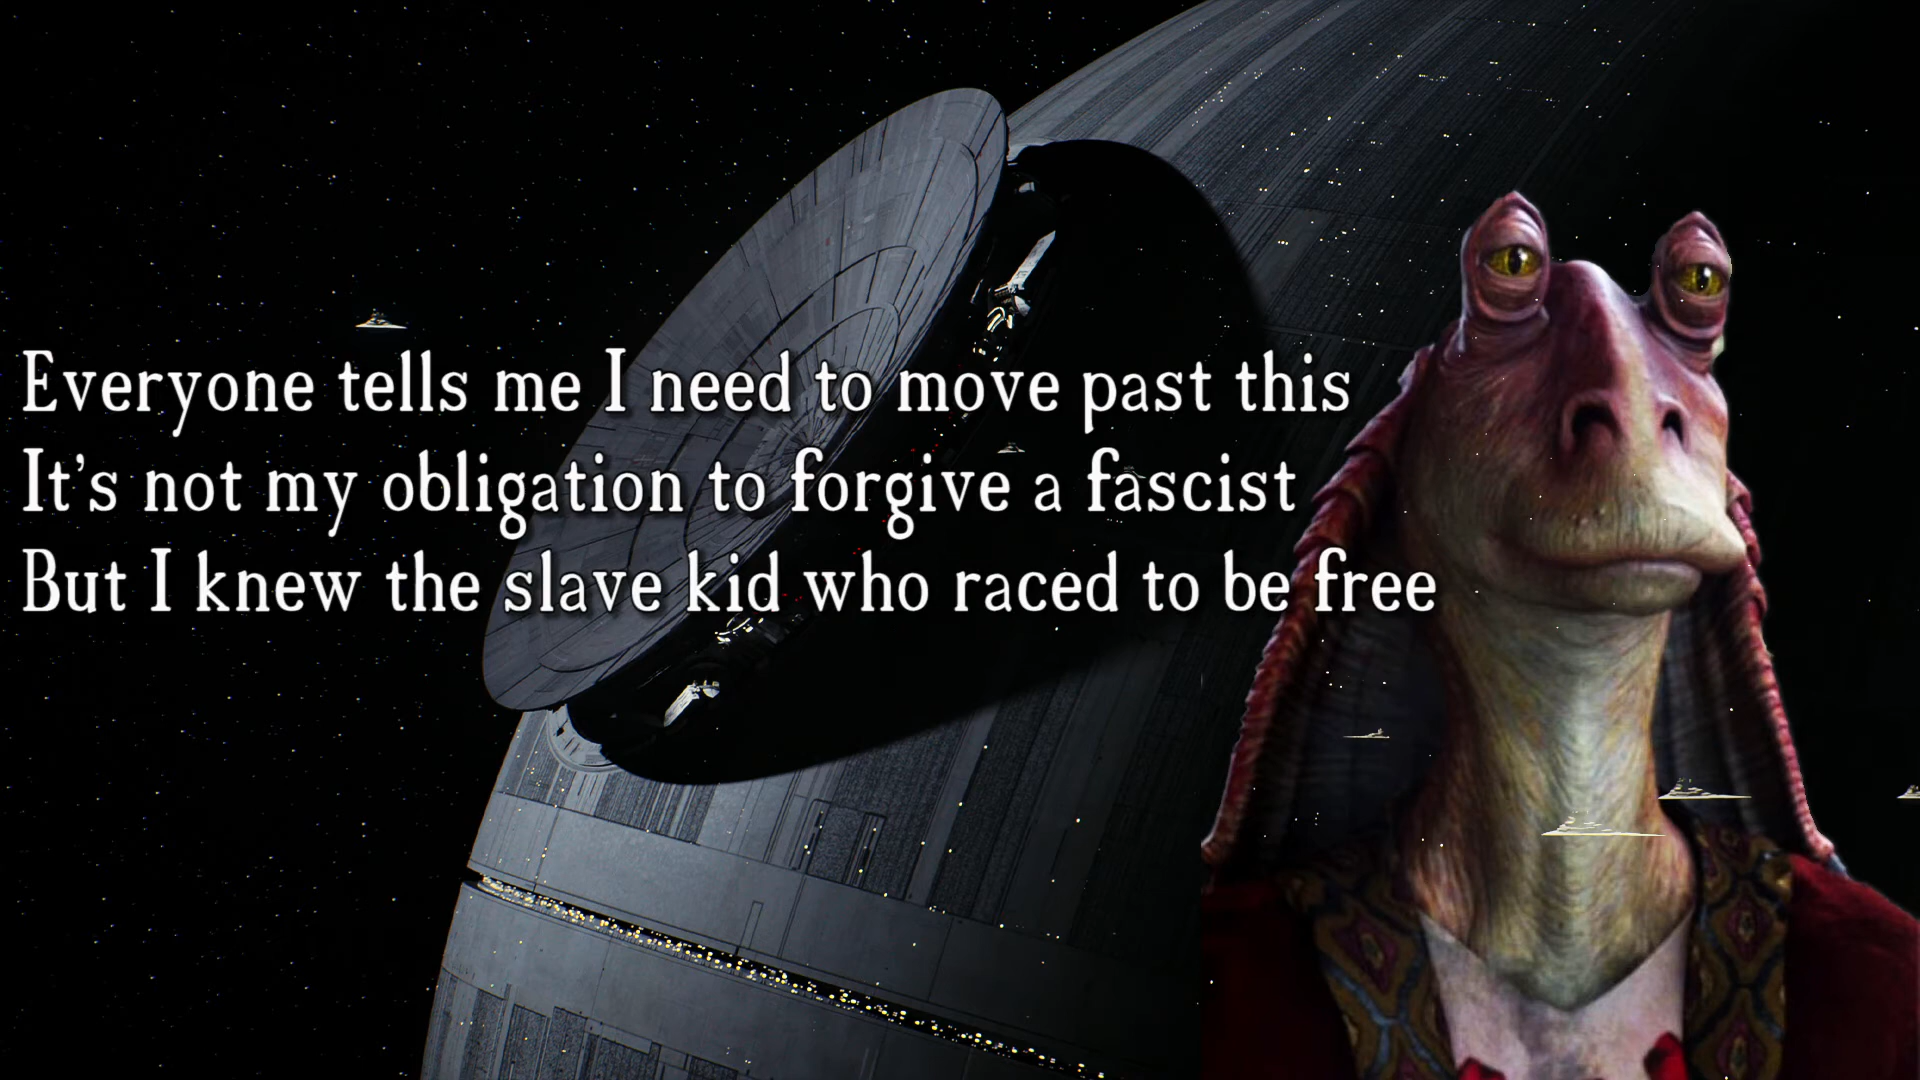 Everyone tells me I need to move past this
It's not my obligation to forgive a fascist
But I knew the slave kid who raced to be free